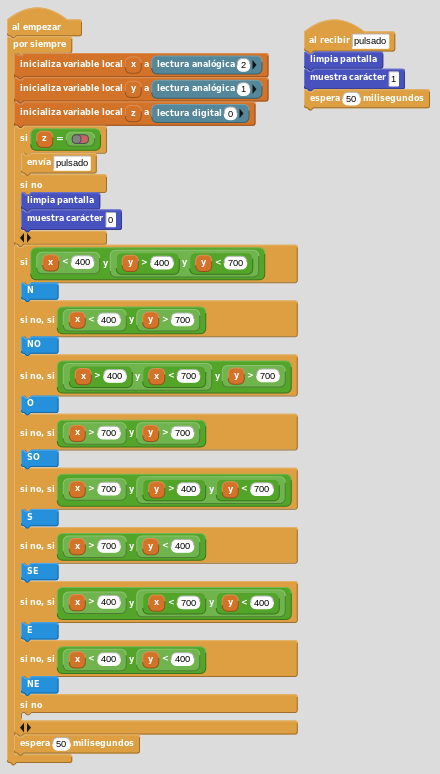 al empezar
por siempre
inicializa variable local x a lectura analógica 2
inicializa variable local y a lectura analógica 1
inicializa variable local z a lectura digital 0
si z =
envía pulsado
si no
limpia pantalla
muestra carácter 0
si x < 400 y y > 400 y y < 700
N
si no, si x < 400 y y > 700
NO
si no, si x > 400 y x < 700 y y > 700
O
si no, si x > 700 y y > 700
SO
si no, si x > 700 y y > 400 y y < 700
S
si no, si x > 700 y y < 400
SE
si no, si x > 400 y x < 700 y y < 400
E
si no, si x < 400 y y < 400
NE
si no
espera 50 milisegundos
al recibir pulsado
limpia pantalla
muestra carácter 1
espera 50 milisegundos